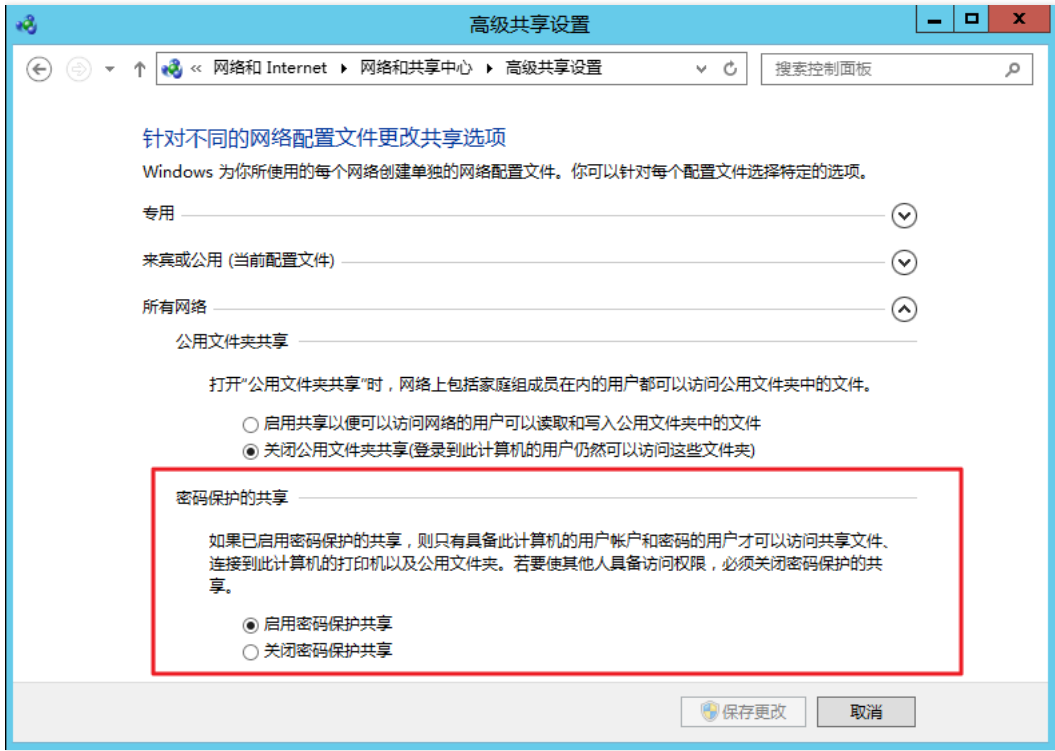 高级共享设置
« 网络和 Internet 网络和共享中心 高级共享设置 搜索控制面板
针对不同的网络配置文件更改共享选项
Windows 为你所使用的每个网络创建单独的网络配置文件。你可以针对每个配置文件选择特定的选项。
专用
来宾或公用 (当前配置文件)
所有网络
公用文件夹共享
打开“公用文件夹共享”时，网络上包括家庭组成员在内的用户都可以访问公用文件夹中的文件。
启用共享以便可以访问网络的用户可以读取和写入公用文件夹中的文件
关闭公用文件夹共享(登录到此计算机的用户仍然可以访问这些文件夹)
密码保护的共享
如果已启用密码保护的共享，则只有具备此计算机的用户帐户和密码的用户才可以访问共享文件、
连接到此计算机的打印机以及公用文件夹。若要使其他人具备访问权限，必须关闭密码保护的共
享。
启用密码保护共享
关闭密码保护共享
保存更改 取消